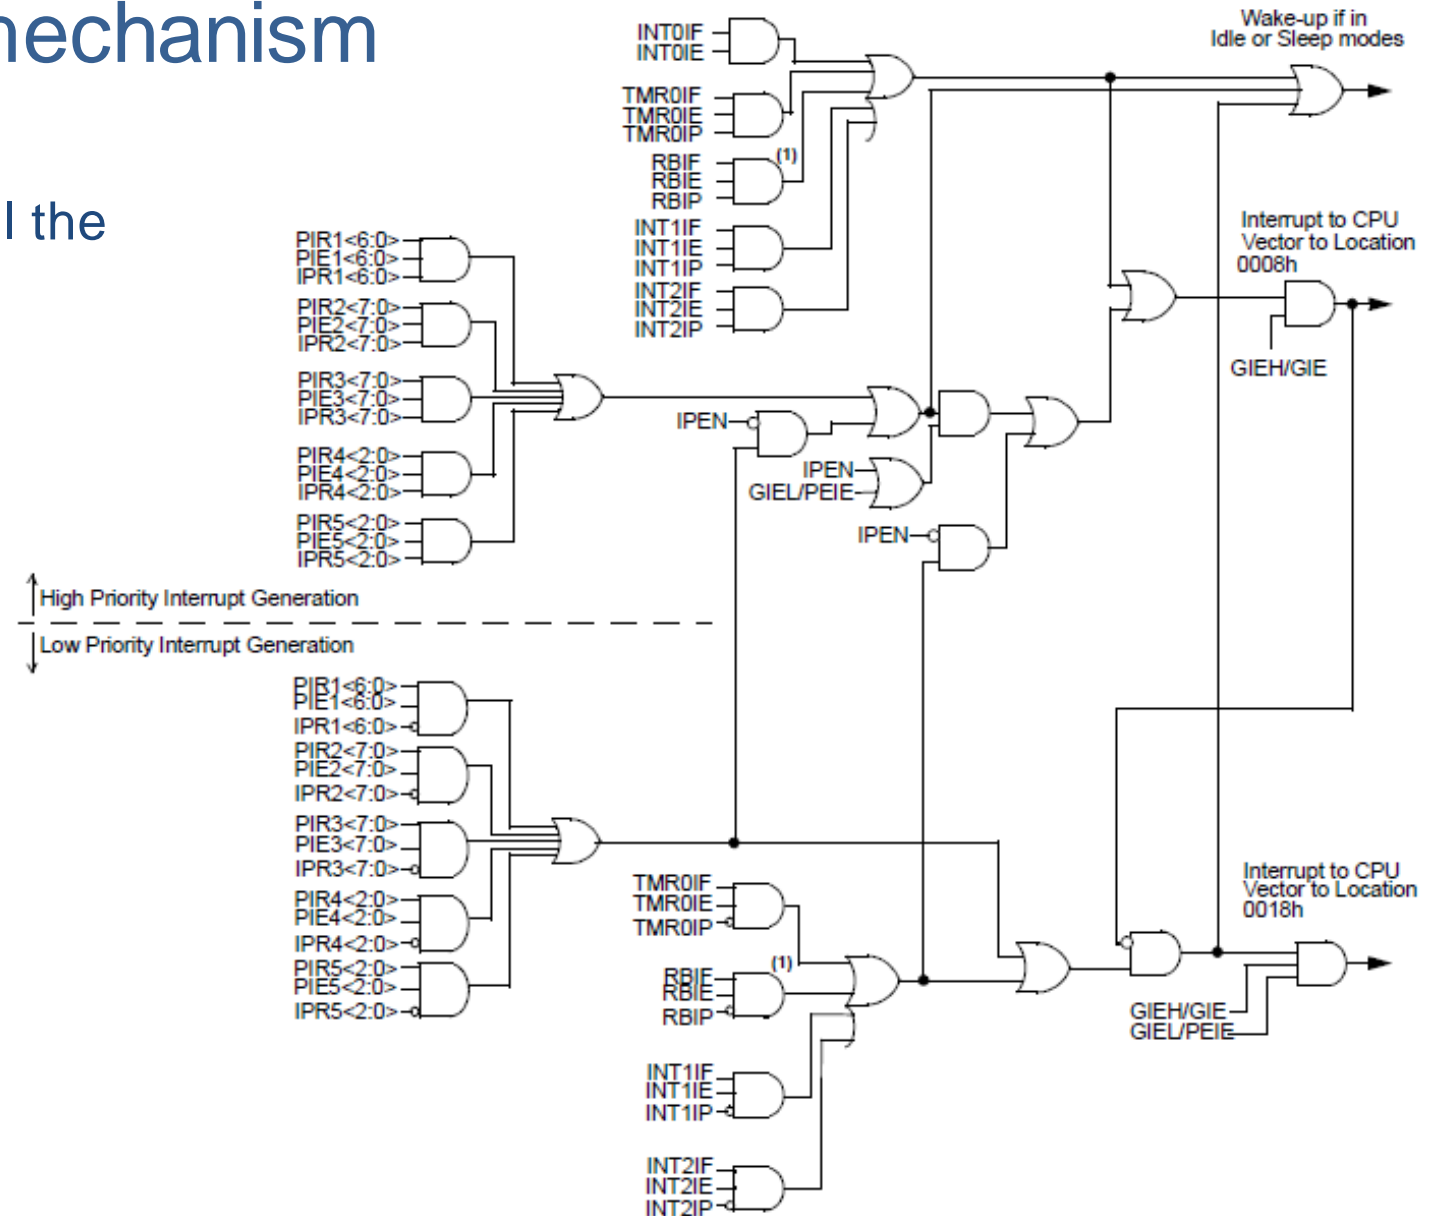 mechanism
l the
Wake-up if in
Idle or Sleep modes
INT0IF
INT0IE
TMR0IF
TMR0IE
TMR0IP
(1)
RBIF
RBIE
RBIP
INT1IF
INT1IE
INT1IP
INT2IF
INT2IE
INT2IP
Interrupt to CPU
Vector to Location
0008h
GIEH/GIE
PIR1<6:0>
PIE1<6:0>
IPR1<6:0>
PIR2<7:0>
PIE2<7:0>
IPR2<7:0>
PIR3<7:0>
PIE3<7:0>
IPR3<7:0>
PIR4<2:0>
PIE4<2:0>
IPR4<2:0>
PIR5<2:0>
PIE5<2:0>
IPR5<2:0>
IPEN
IPEN
GIEL/PEIE
IPEN
High Priority Interrupt Generation
Low Priority Interrupt Generation
PIR1<6:0>
PIE1<6:0>
IPR1<6:0>
PIR2<7:0>
PIE2<7:0>
IPR2<7:0>
PIR3<7:0>
PIE3<7:0>
IPR3<7:0>
PIR4<2:0>
PIE4<2:0>
IPR4<2:0>
PIR5<2:0>
PIE5<2:0>
IPR5<2:0>
TMR0IF
TMR0IE
TMR0IP
(1)
RBIF
RBIE
RBIP
INT1IF
INT1IE
INT1IP
INT2IF
INT2IE
INT2IP
Interrupt to CPU
Vector to Location
0018h
GIEH/GIE
GIEL/PEIE